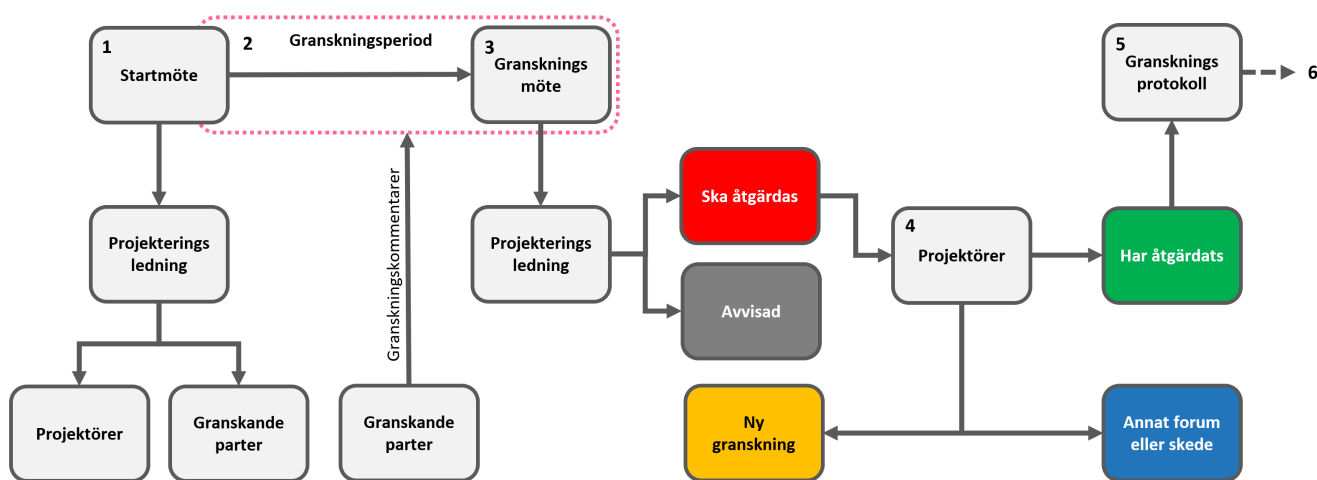 1
Startmöte
2
Granskningsperiod
3
Gransknings
möte
5
Gransknings
protokoll
6
Granskningskommentarer
Ska åtgärdas
Projekterings
ledning
Projekterings
ledning
4
Projektörer
Har åtgärdats
Avvisad
Projektörer
Granskande
parter
Granskande
parter
Ny
granskning
Annat forum
eller skede